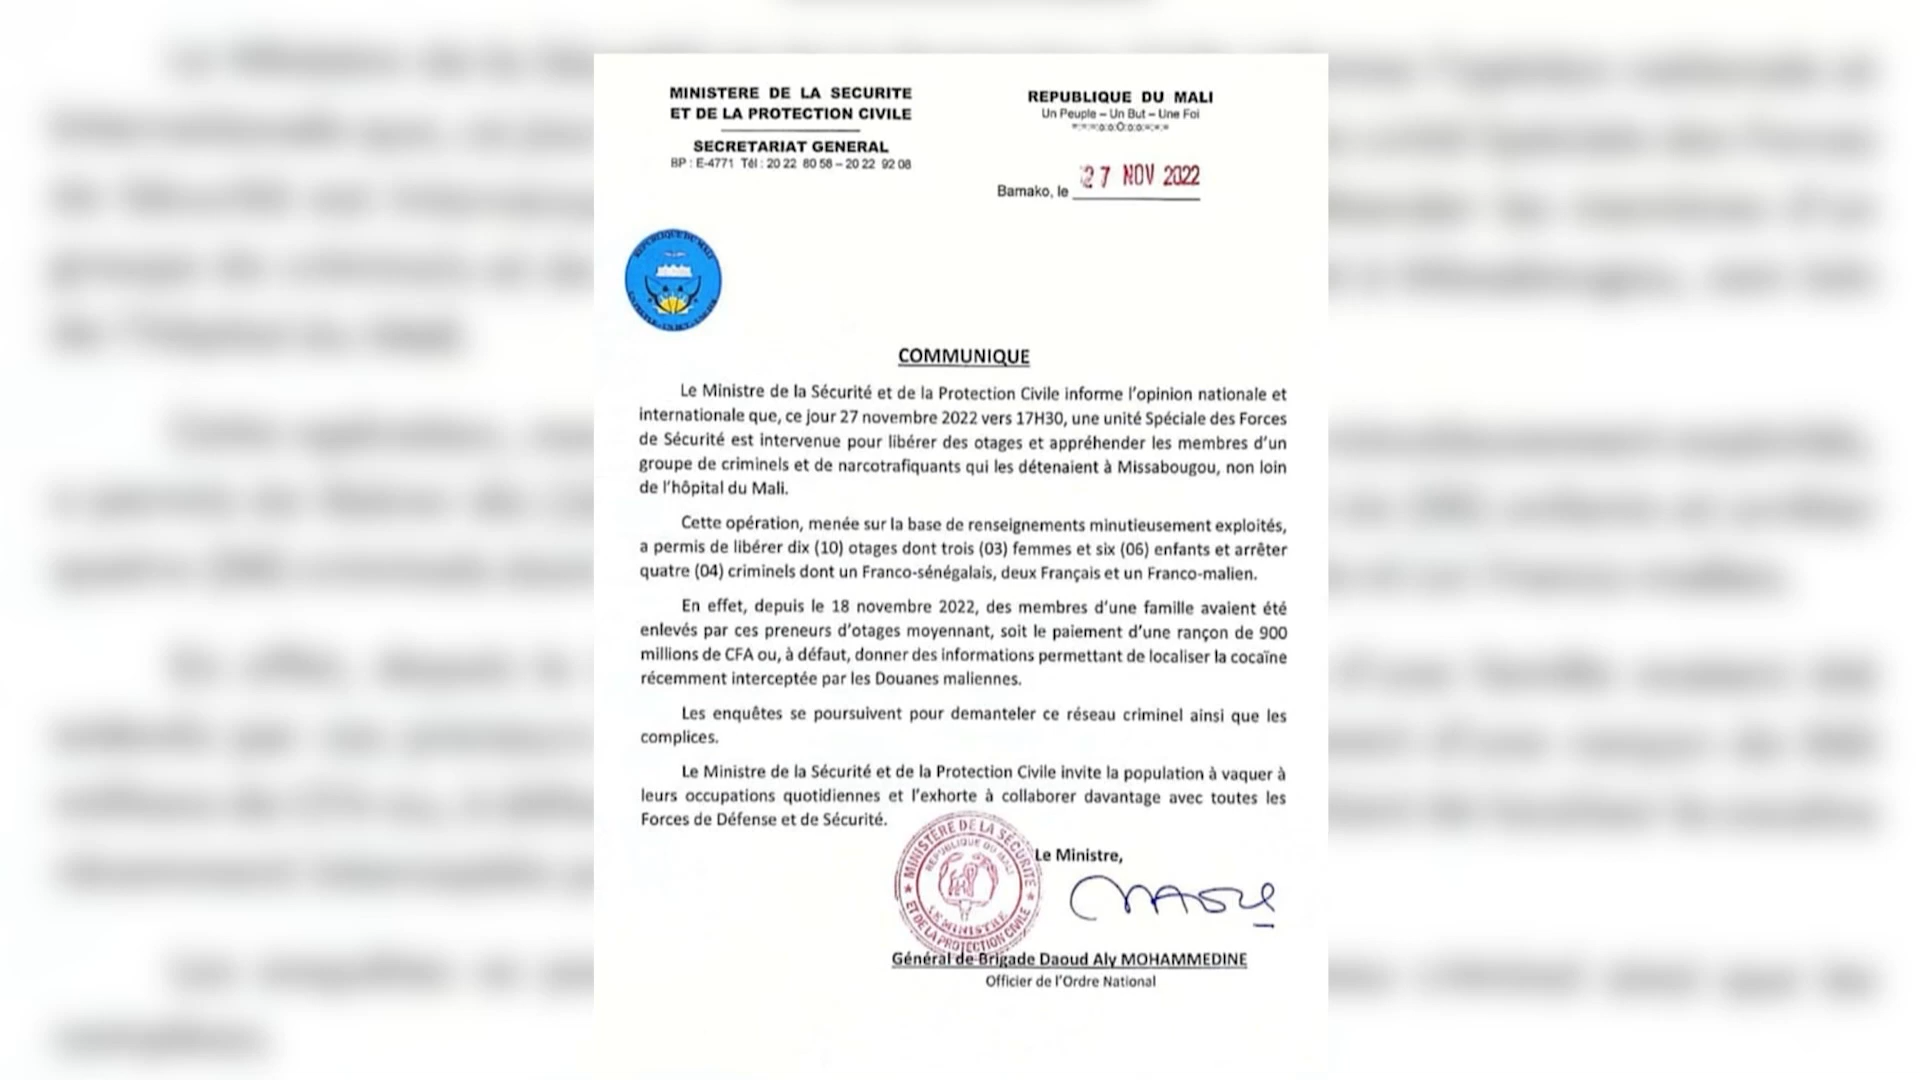 MINISTERE DE LA SECURITE
ET DE LA PROTECTION CIVILE
SECRETARIAT GENERAL
BP : E-4771 Tél : 20 22 80 58 – 20 22 92 08
REPUBLIQUE DU MALI
Un Peuple – Un But – Une Foi
Bamako, le 27 NOV 2022
REPUBLIQUE DU MALI
COMMUNIQUE
Le Ministre de la Sécurité et de la Protection Civile informe l'opinion nationale et
internationale que, ce jour 27 novembre 2022 vers 17H30, une unité Spéciale des Forces
de Sécurité est intervenue pour libérer des otages et appréhender les membres d'un
groupe de criminels et de narcotrafiquants qui les détenaient à Missabougou, non loin
de l'hôpital du Mali.
Cette opération, menée sur la base de renseignements minutieusement exploités,
a permis de libérer dix (10) otages dont trois (03) femmes et six (06) enfants et arrêter
quatre (04) criminels dont un Franco-sénégalais, deux Français et un Franco-malien.
En effet, depuis le 18 novembre 2022, des membres d'une famille avaient été
enlevés par ces preneurs d'otages moyennant, soit le paiement d'une rançon de 900
millions de CFA ou, à défaut, donner des informations permettant de localiser la cocaïne
récemment interceptée par les Douanes maliennes.
Les enquêtes se poursuivent pour demanteler ce réseau criminel ainsi que les
complices.
Le Ministre de la Sécurité et de la Protection Civile invite la population à vaquer à
leurs occupations quotidiennes et l'exhorte à collaborer davantage avec toutes les
Forces de Défense et de Sécurité.
Le Ministre,
MINISTERE DE LA SECURITE
ET DE LA PROTECTION CIVILE
REPUBLIQUE DU MALI
LE MINISTRE
Général de Brigade Daoud Aly MOHAMMEDINE
Officier de l'Ordre National